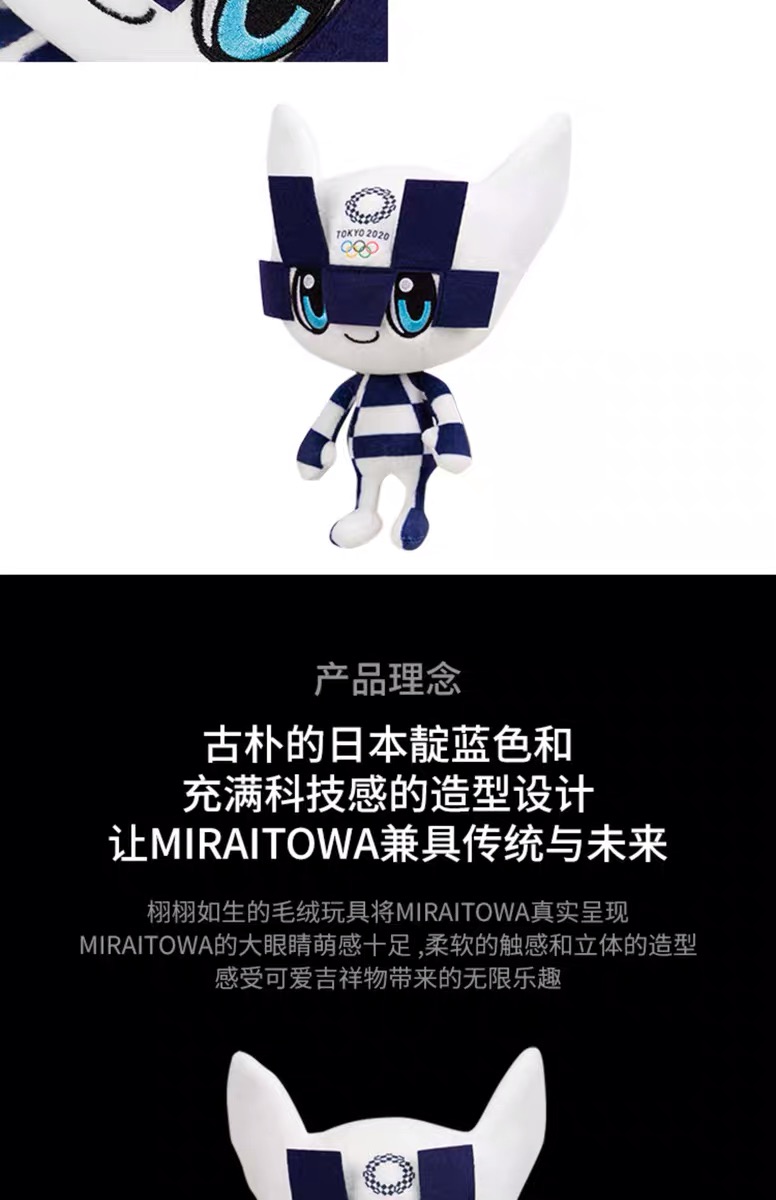 TOKYO 2020
产品理念
古朴的日本靛蓝色和
充满科技感的造型设计
让MIRAITOWA兼具传统与未来
栩栩如生的毛绒玩具将MIRAITOWA真实呈现
MIRAITOWA的大眼睛萌感十足 ,柔软的触感和立体的造型
感受可爱吉祥物带来的无限乐趣